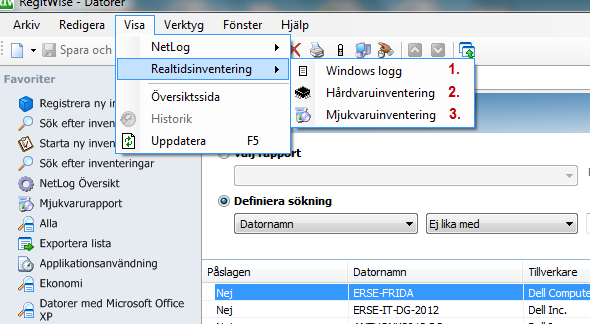 RegitWise - Datorer
Arkiv Redigera Visa Verktyg Fönster Hjälp
Spara och
NetLog
Realtidsinventering
Översiktssida
Historik
Uppdatera F5
Windows logg 1.
Hårdvaruinventering 2.
Mjukvaruinventering 3.
Favoriter
Registrera ny in
Sök efter inven
Starta ny inven
Sök efter inventeringar
NetLog Översikt
Mjukvarurapport
Alla
Exportera lista
Applikationsanvändning
Ekonomi
Datorer med Microsoft Office
XP
Välj rapport
Definiera sökning
Datornamn Ej lika med
Påslagen Datornamn Tillverkare
Nej ERSE-FRIDA Dell Compute
Nej ERSE-IT-DG-2012 Dell Inc.